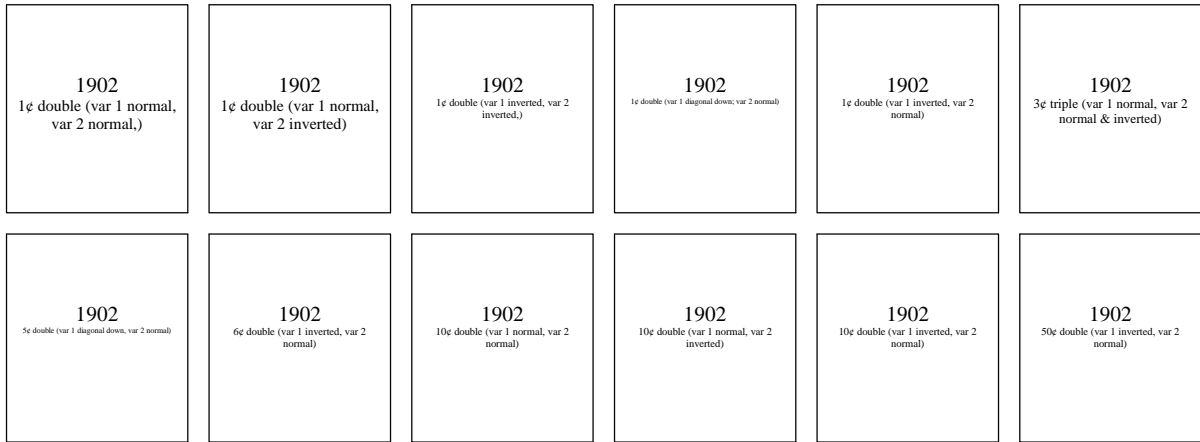 1902
1¢ double (var 1 normal,
var 2 normal,)
1902
1¢ double (var 1 normal,
var 2 inverted)
1902
1¢ double (var 1 inverted, var 2
inverted,)
1902
1¢ double (var 1 diagonal down; var 2 normal)
1902
1¢ double (var 1 inverted, var 2
normal)
1902
3¢ triple (var 1 normal, var 2
normal & inverted)
1902
5¢ double (var 1 diagonal down, var 2 normal)
1902
6¢ double (var 1 inverted, var 2
normal)
1902
10¢ double (var 1 normal, var 2
normal)
1902
10¢ double (var 1 normal, var 2
inverted)
1902
10¢ double (var 1 inverted, var 2
normal)
1902
50¢ double (var 1 inverted, var 2
normal)